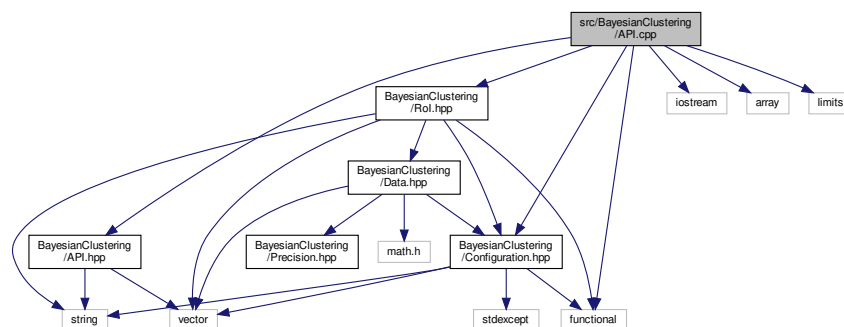 src/BayesianClustering
/API.cpp
BayesianClustering
/RoI.hpp
iostream
array
limits
BayesianClustering
/Data.hpp
BayesianClustering
/API.hpp
BayesianClustering
/Precision.hpp
math.h
BayesianClustering
/Configuration.hpp
string
vector
stdexcept
functional